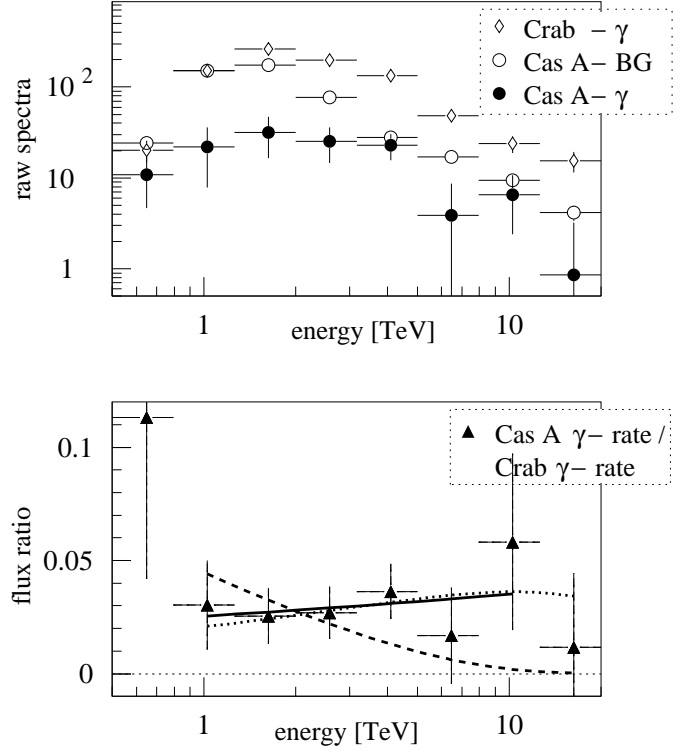 raw spectra
10 2
10
1
Crab – γ
Cas A– BG
Cas A– γ
1
10
energy [TeV]
flux ratio
0.1
0.05
0
Cas A γ– rate /
Crab γ– rate
1
10
energy [TeV]